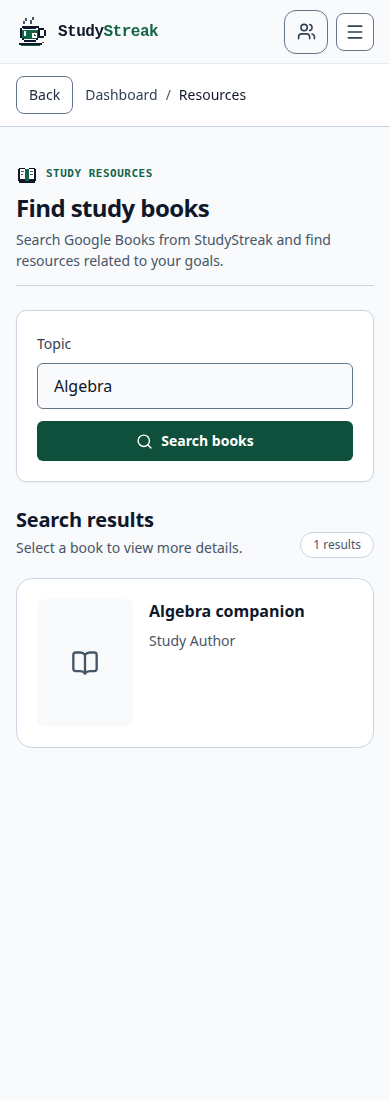 StudyStreak
Back
Dashboard / Resources
STUDY RESOURCES
Find study books
Search Google Books from StudyStreak and find
resources related to your goals.
Topic
Algebra
Search books
Search results
Select a book to view more details.
1 results
Algebra companion
Study Author